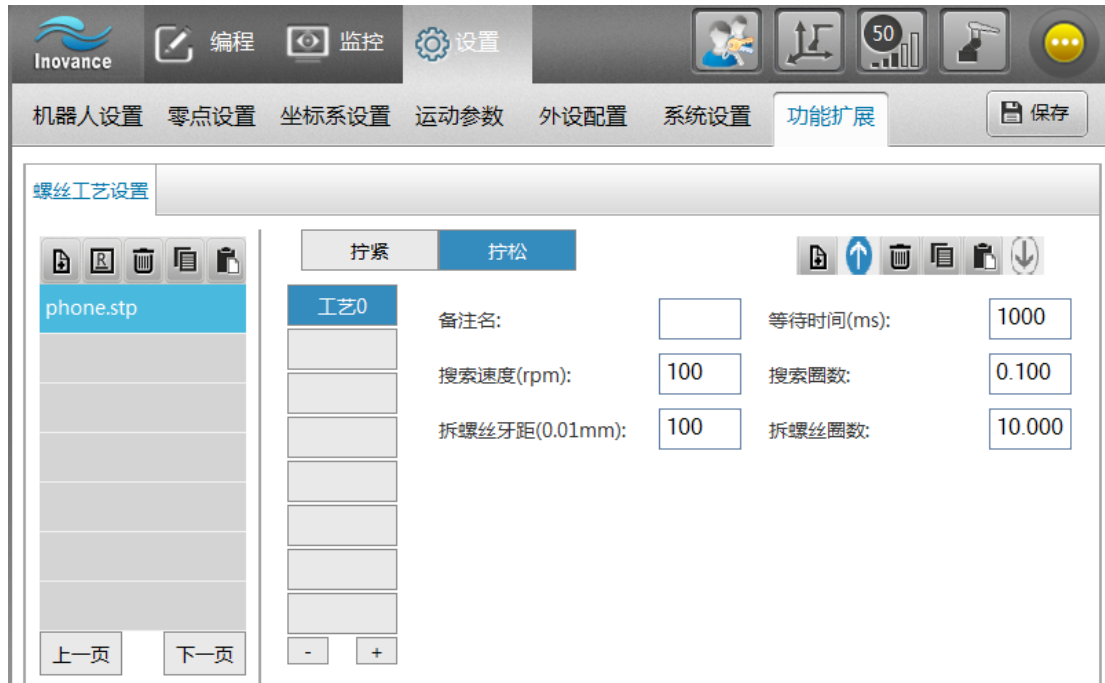 Inovance 编程 监控 设置 50
机器人设置 零点设置 坐标系设置 运动参数 外设配置 系统设置 功能扩展 保存
螺丝工艺设置
R
拧紧 拧松
phone.stp
工艺0
备注名: 等待时间(ms): 1000
搜索速度(rpm): 100 搜索圈数: 0.100
拆螺丝牙距(0.01mm): 100 拆螺丝圈数: 10.000
上一页 下一页 - +